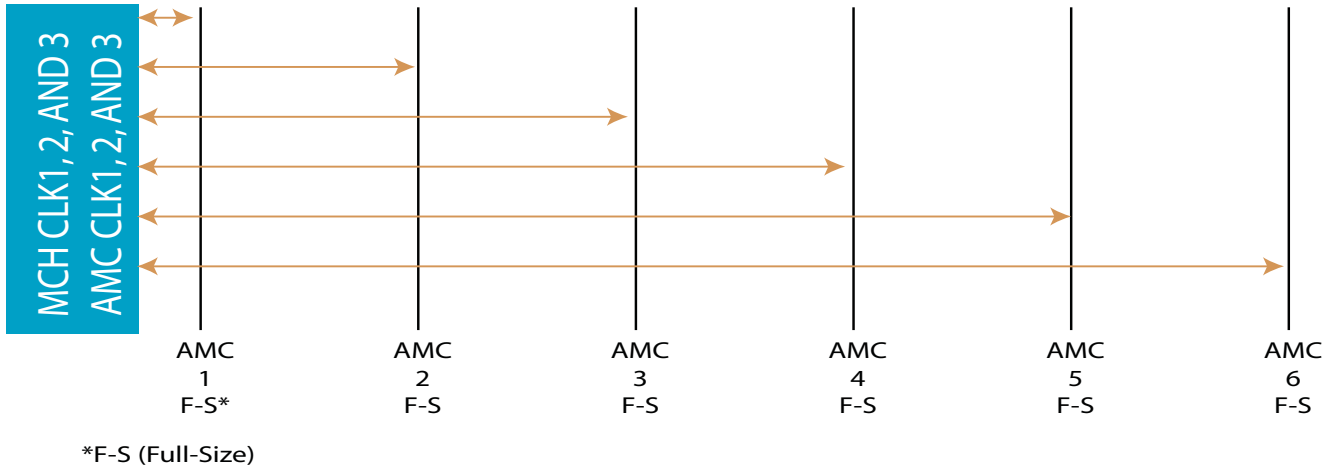 MCH CLK1, 2, AND 3
AMC CLK1, 2, AND 3
AMC
1
F-S*
AMC
2
F-S
AMC
3
F-S
AMC
4
F-S
AMC
5
F-S
AMC
6
F-S
*F-S (Full-Size)